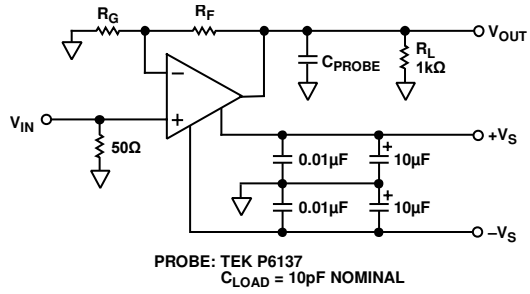 R_G
R_F
V_OUT
C_PROBE
R_L
1kΩ
−
+
V_IN
50Ω
+V_S
0.01µF
+
10µF
0.01µF
+
10µF
−V_S
PROBE: TEK P6137
C_LOAD = 10pF NOMINAL